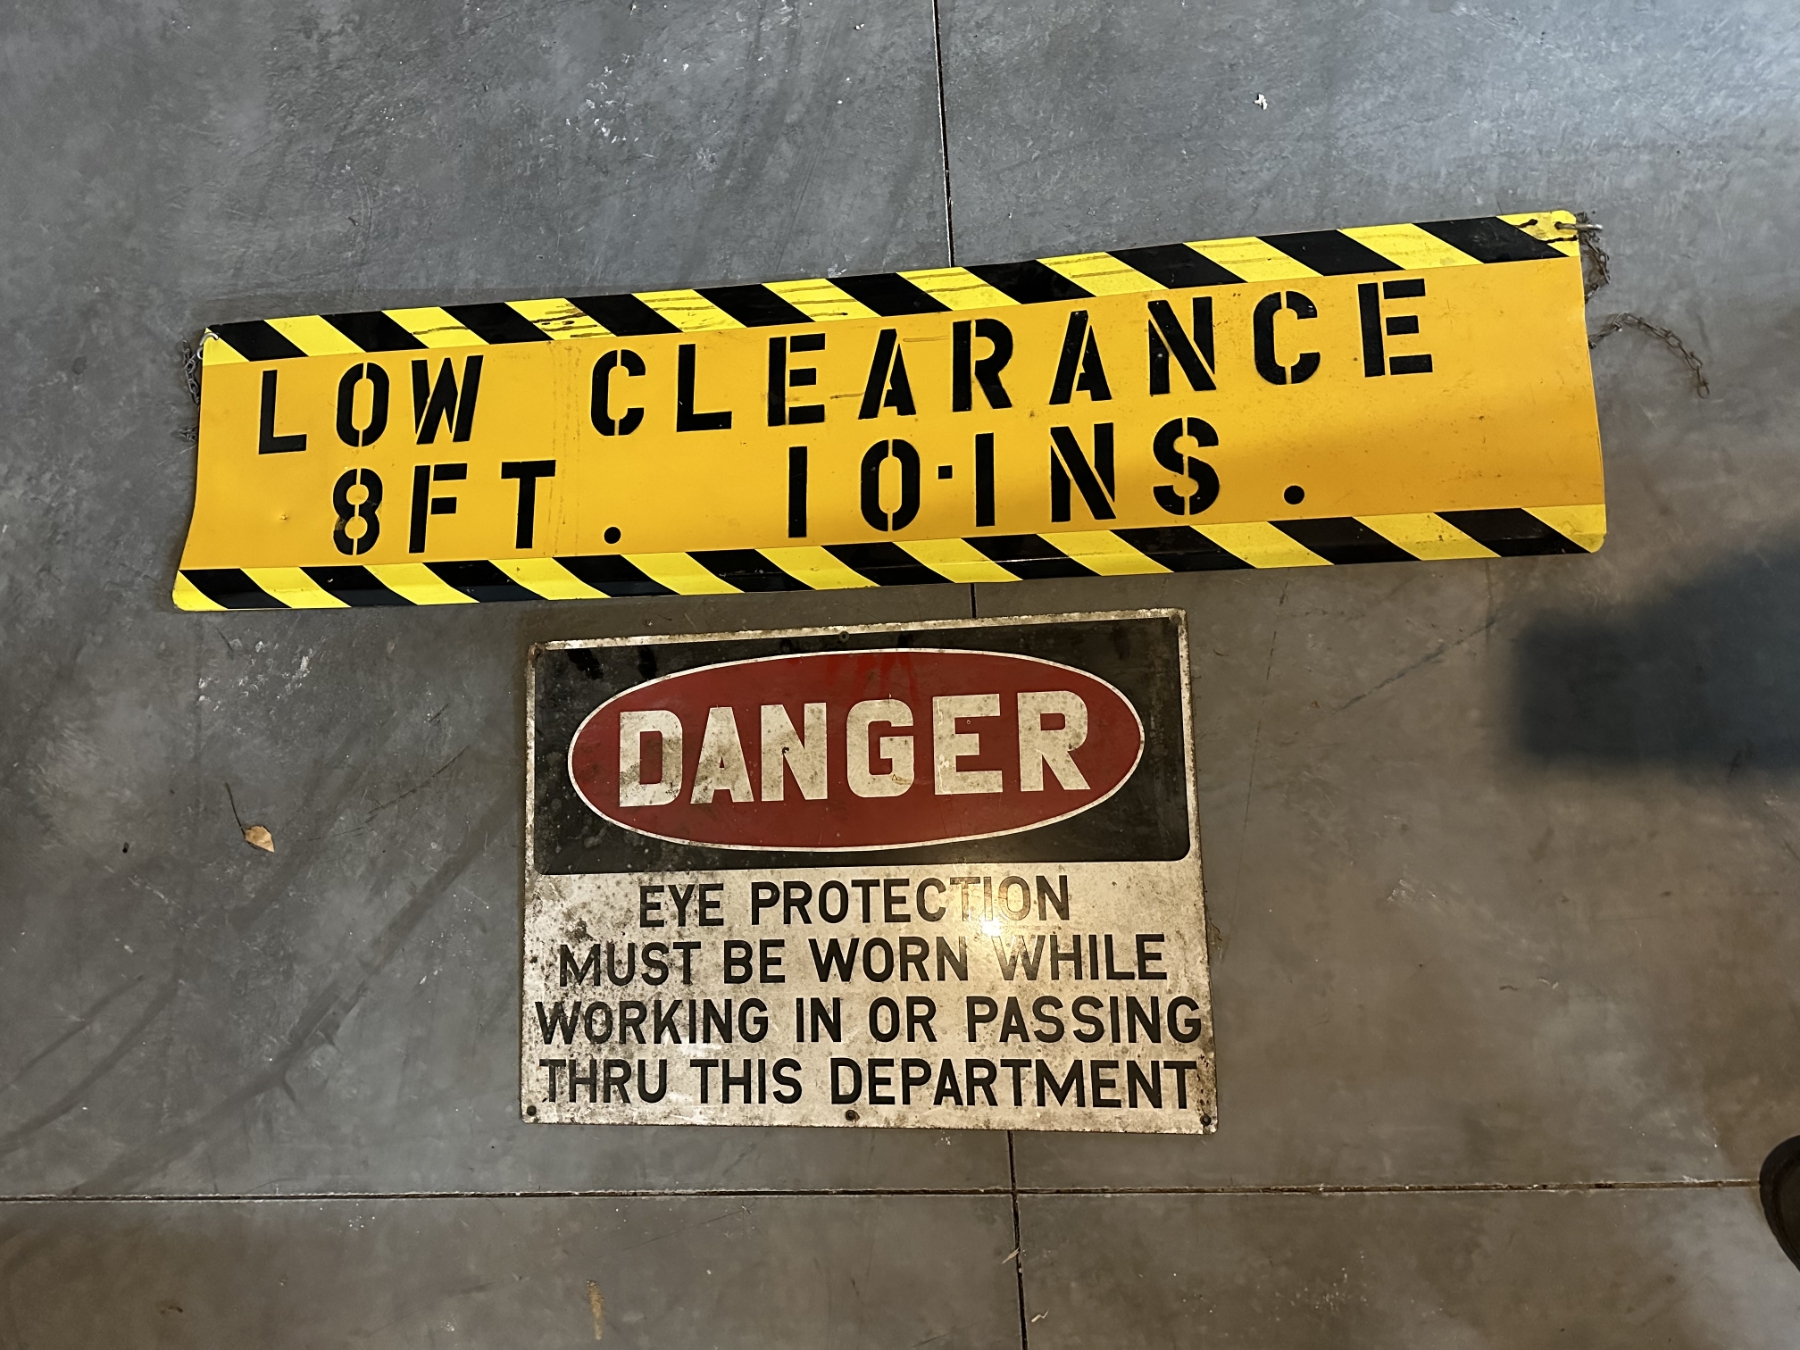 LOW CLEARANCE
8FT. 10-INS.
DANGER
EYE PROTECTION
MUST BE WORN WHILE
WORKING IN OR PASSING
THRU THIS DEPARTMENT